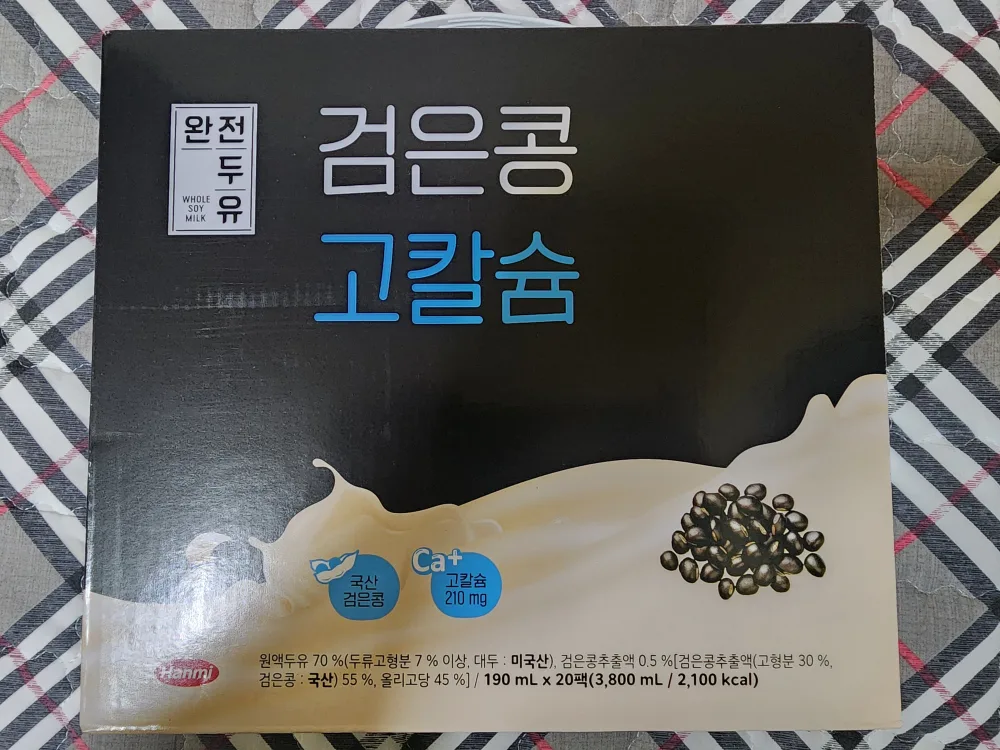 완전
두
유
WHOLE
SOY
MILK
검은콩
고칼슘
국산
검은콩
Ca+
고칼슘
210 mg
Hanmi
원액두유 70 %(두류고형분 7 % 이상, 대두 : 미국산), 검은콩추출액 0.5 %[검은콩추출액(고형분 30 %,
검은콩 : 국산) 55 %, 올리고당 45 %] / 190 mL x 20팩(3,800 mL / 2,100 kcal)